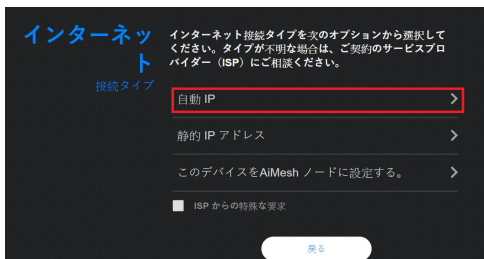 インターネッ
ト
接続タイプ
インターネット接続タイプを次のオプションから選択して
ください。タイプが不明な場合は、ご契約のサービスプロ
バイダー（ISP）にご相談ください。
自動 IP
静的 IP アドレス
このデバイスをAiMesh ノードに設定する。
ISP からの特殊な要求
戻る